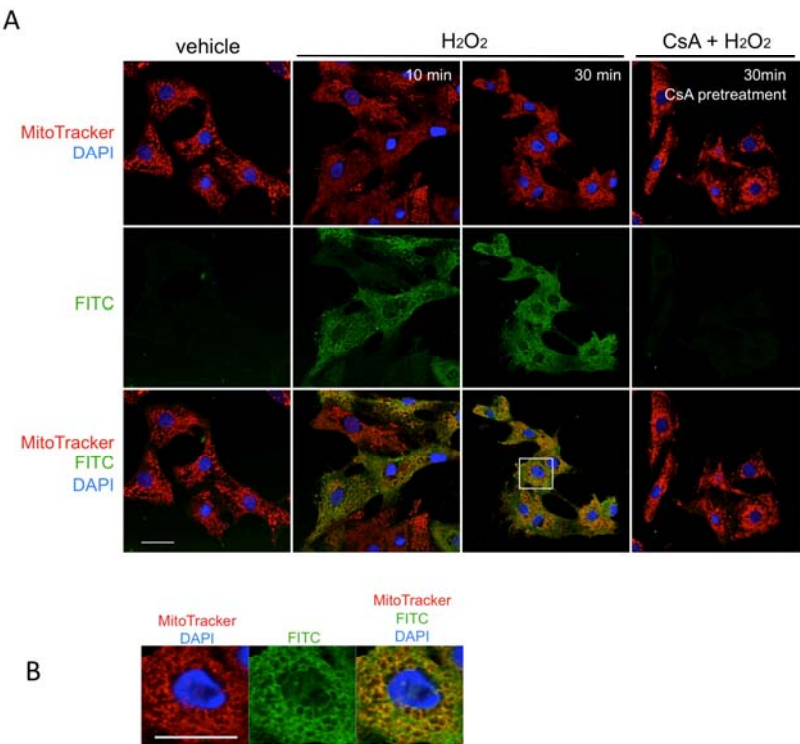 A
vehicle
H₂O₂
CsA + H₂O₂
10 min
30 min
30min
CsA pretreatment
MitoTracker
DAPI
FITC
MitoTracker
FITC
DAPI
B
MitoTracker
DAPI
FITC
MitoTracker
FITC
DAPI